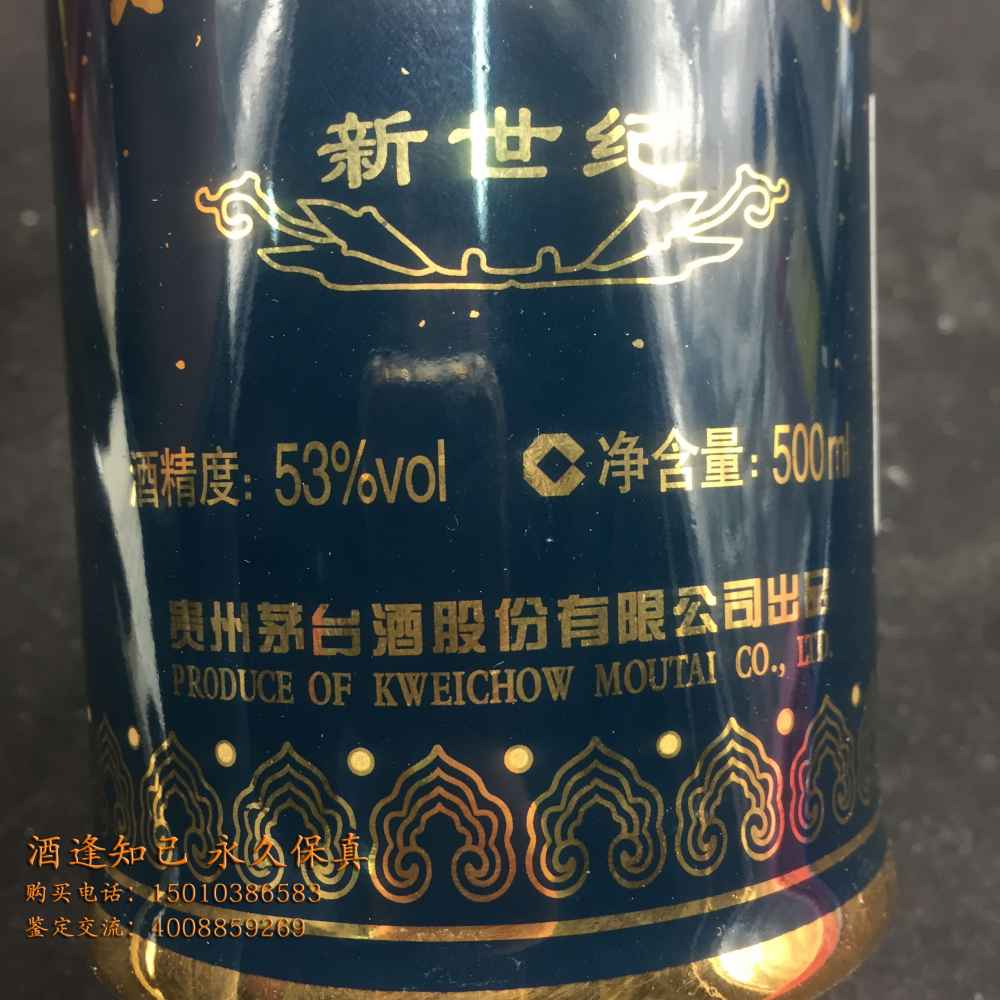 新世纪
酒精度: 53%vol
净含量: 500ml
贵州茅台酒股份有限公司出品
PRODUCE OF KWEICHOW MOUTAI CO., LTD.
酒逢知己 永久保真
购买电话: 15010386583
鉴定交流: 4008859269